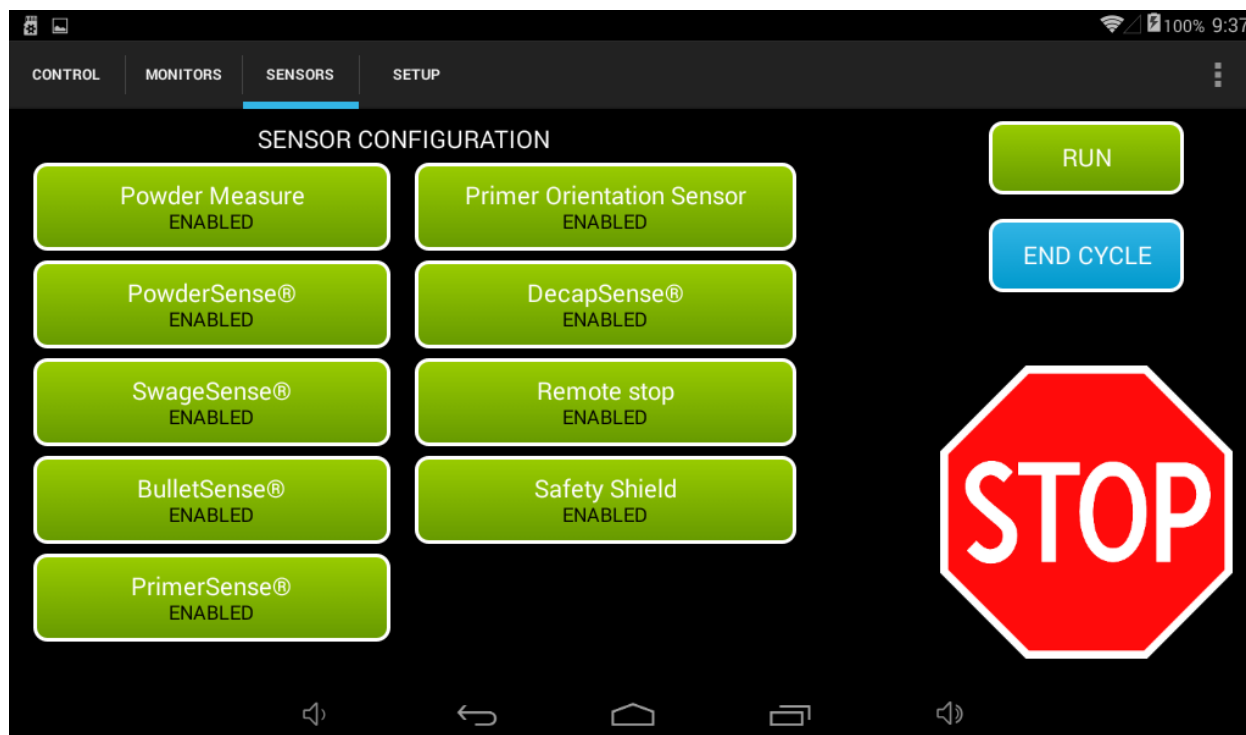 100% 9:37
CONTROL MONITORS SENSORS SETUP
SENSOR CONFIGURATION
Powder Measure
ENABLED
Primer Orientation Sensor
ENABLED
PowderSense®
ENABLED
DecapSense®
ENABLED
SwageSense®
ENABLED
Remote stop
ENABLED
BulletSense®
ENABLED
Safety Shield
ENABLED
PrimerSense®
ENABLED
RUN
END CYCLE
STOP